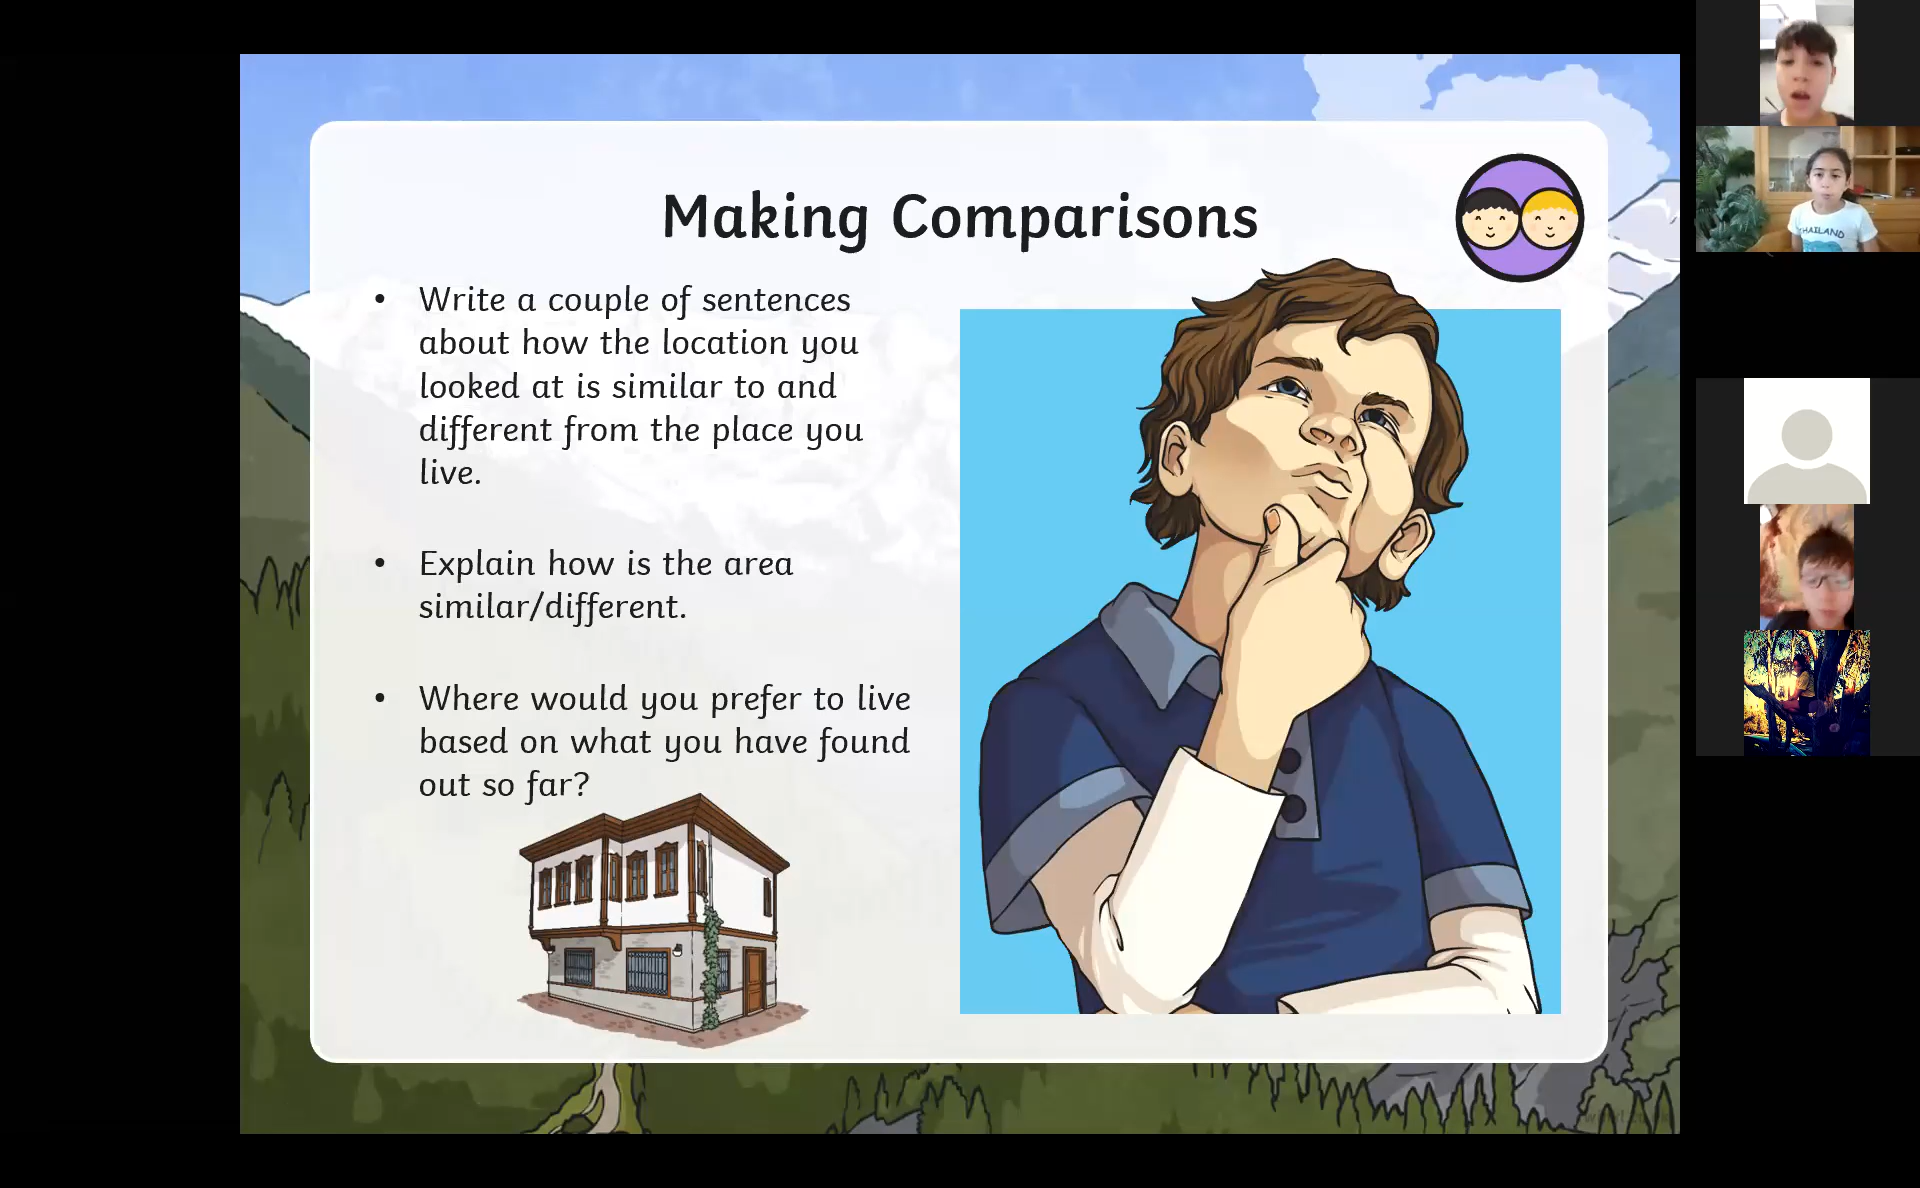 Making Comparisons
• Write a couple of sentences
about how the location you
looked at is similar to and
different from the place you
live.
• Explain how is the area
similar/different.
• Where would you prefer to live
based on what you have found
out so far?
THAILAND